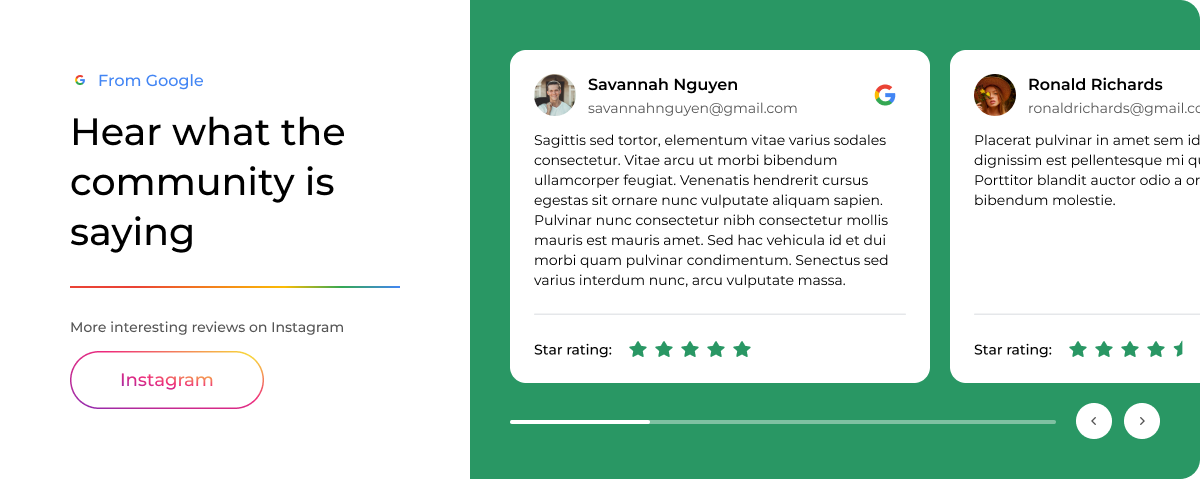 From Google
Hear what the
community is
saying
More interesting reviews on Instagram
Instagram
Savannah Nguyen
savannahnguyen@gmail.com
Sagittis sed tortor, elementum vitae varius sodales
consectetur. Vitae arcu ut morbi bibendum
ullamcorper feugiat. Venenatis hendrerit cursus
egestas sit ornare nunc vulputate aliquam sapien.
Pulvinar nunc consectetur nibh consectetur mollis
mauris est mauris amet. Sed hac vehicula id et dui
morbi quam pulvinar condimentum. Senectus sed
varius interdum nunc, arcu vulputate massa.
Star rating:
Ronald Richards
ronaldrichards@gmail.co
Placerat pulvinar in amet sem id
dignissim est pellentesque mi
Porttitor blandit auctor odio a
bibendum molestie.
Star rating: